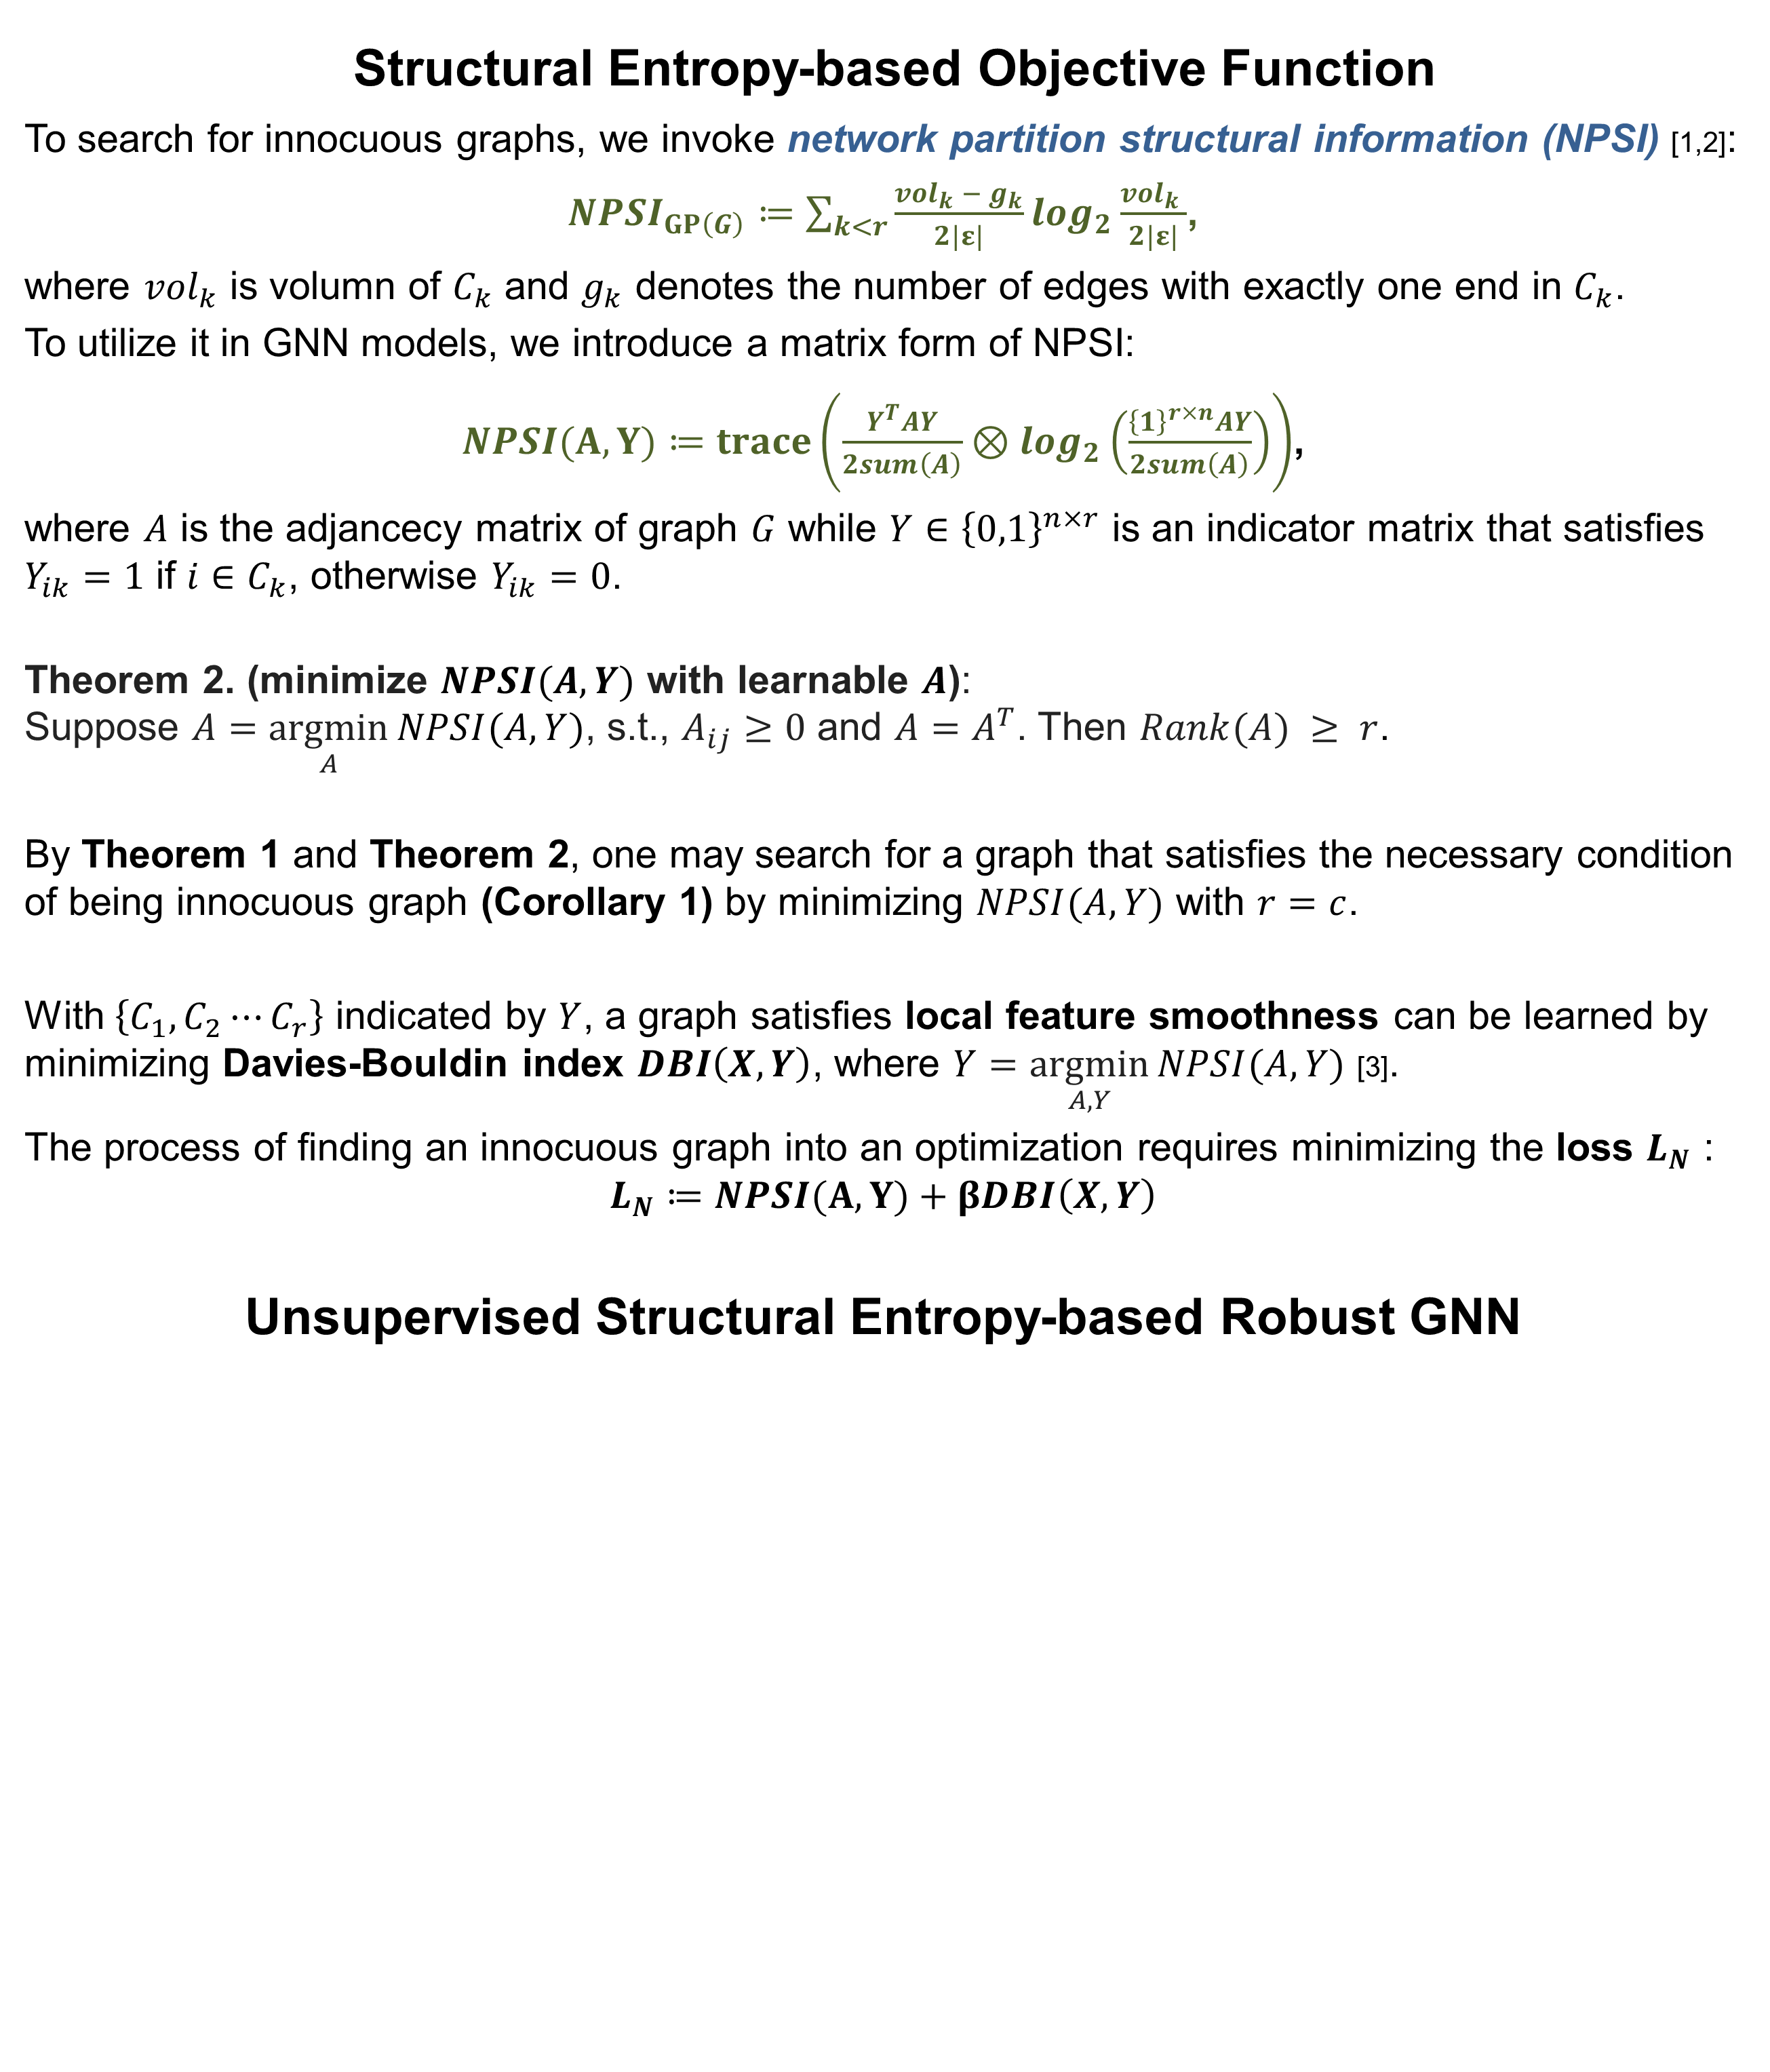 Structural Entropy-based Objective Function
To search for innocuous graphs, we invoke network partition structural information (NPSI) [1,2]:
NPSI_GP(G) ≔ ∑_{k<r} (vol_k − g_k)/(2|ε|) log_2 (vol_k)/(2|ε|),
where vol_k is volumn of C_k and g_k denotes the number of edges with exactly one end in C_k.
To utilize it in GNN models, we introduce a matrix form of NPSI:
NPSI(A, Y) ≔ trace(Y^T AY/(2sum(A)) ⊗ log_2({1}^{r×n} AY/(2sum(A)))),
where A is the adjancecy matrix of graph G while Y ∈ {0,1}^{n×r} is an indicator matrix that satisfies
Y_ik = 1 if i ∈ C_k, otherwise Y_ik = 0.
Theorem 2. (minimize NPSI(A, Y) with learnable A):
Suppose A = argmin_A NPSI(A, Y), s.t., A_ij ≥ 0 and A = A^T. Then Rank(A) ≥ r.
By Theorem 1 and Theorem 2, one may search for a graph that satisfies the necessary condition
of being innocuous graph (Corollary 1) by minimizing NPSI(A, Y) with r = c.
With {C_1, C_2 ⋯ C_r} indicated by Y, a graph satisfies local feature smoothness can be learned by
minimizing Davies-Bouldin index DBI(X, Y), where Y = argmin_{A,Y} NPSI(A, Y) [3].
The process of finding an innocuous graph into an optimization requires minimizing the loss L_N :
L_N ≔ NPSI(A, Y) + βDBI(X, Y)
Unsupervised Structural Entropy-based Robust GNN